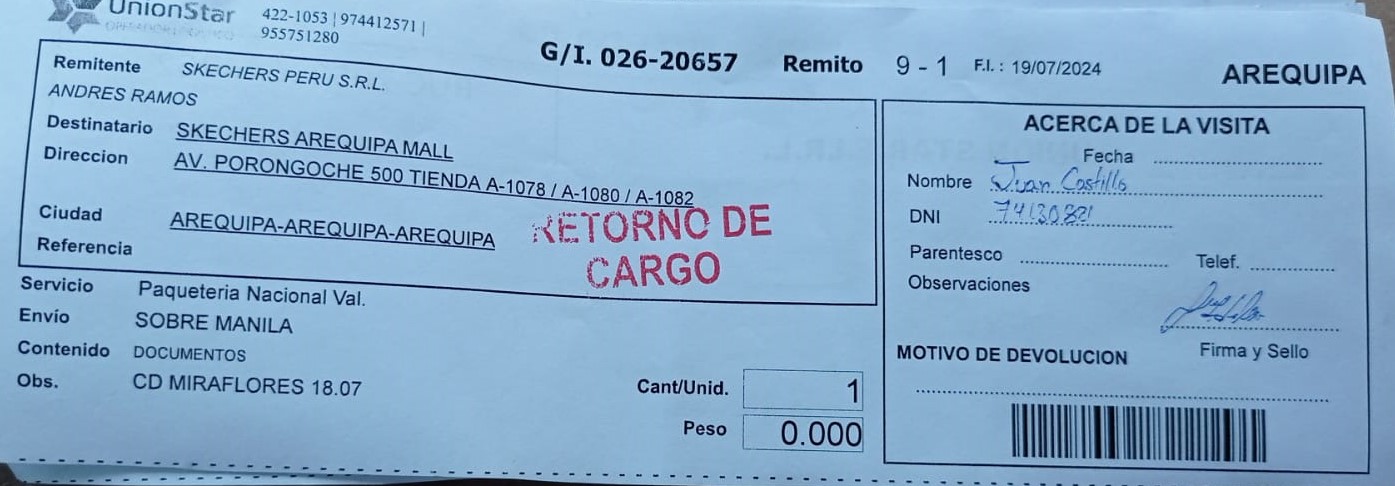 UnionStar
422-1053 | 974412571 |
955751280
G/I. 026-20657 Remito 9 - 1 F.I. : 19/07/2024 AREQUIPA
Remitente SKECHERS PERU S.R.L.
ANDRES RAMOS
Destinatario SKECHERS AREQUIPA MALL
Direccion AV. PORONGOCHE 500 TIENDA A-1078 / A-1080 / A-1082
Ciudad AREQUIPA-AREQUIPA-AREQUIPA
Referencia
RETORNO DE
CARGO
Servicio Paqueteria Nacional Val.
Envío SOBRE MANILA
Contenido DOCUMENTOS
Obs. CD MIRAFLORES 18.07
Cant/Unid. 1
Peso 0.000
ACERCA DE LA VISITA
Fecha
Nombre Juan Castillo
DNI 74130821
Parentesco Telef.
Observaciones
Firma y Sello
MOTIVO DE DEVOLUCION